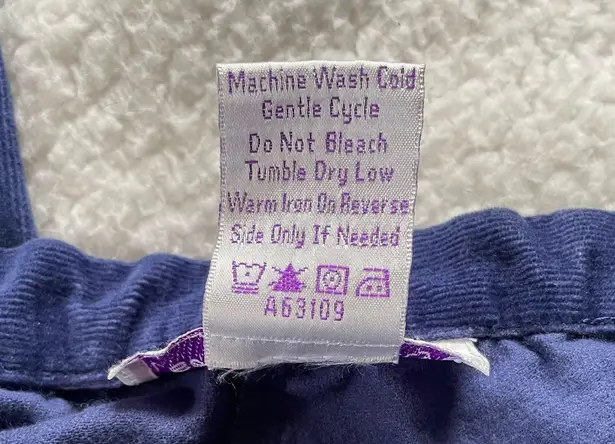 Machine Wash Cold
Gentle Cycle
Do Not Bleach
Tumble Dry Low
Warm Iron On Reverse
Side Only If Needed
A63109